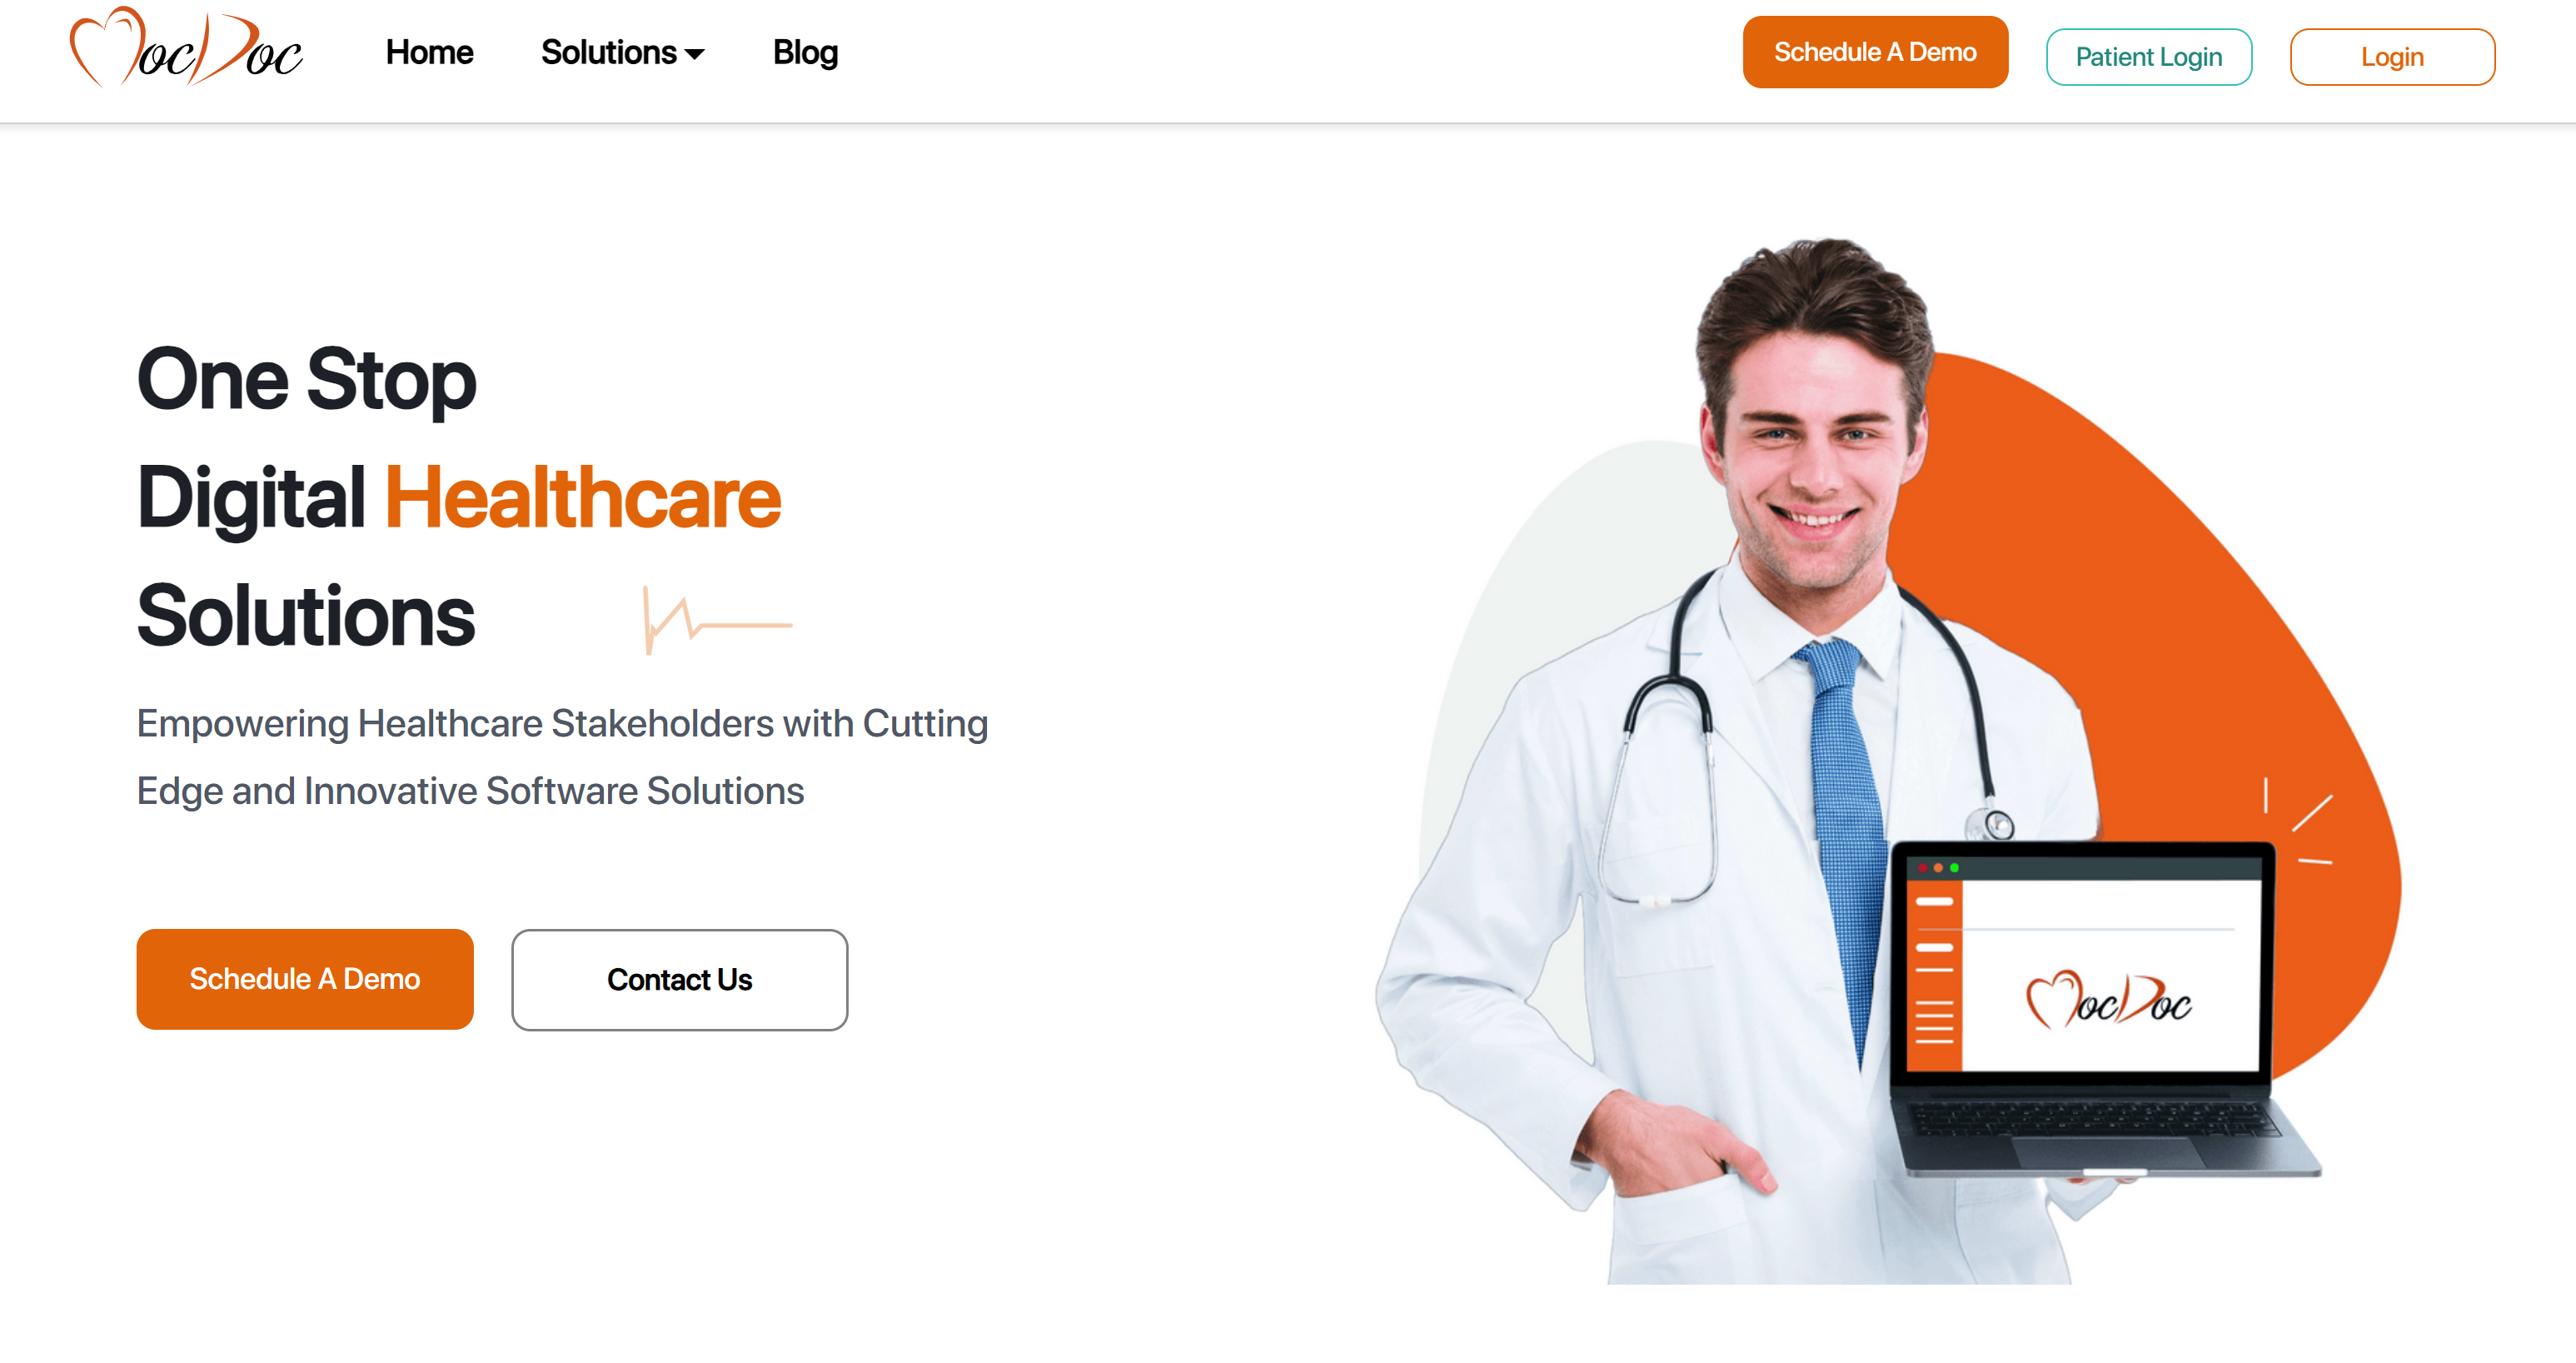 MocDoc
Home
Solutions
Blog
Schedule A Demo
Patient Login
Login
One Stop
Digital Healthcare
Solutions
Empowering Healthcare Stakeholders with Cutting
Edge and Innovative Software Solutions
Schedule A Demo
Contact Us
MocDoc